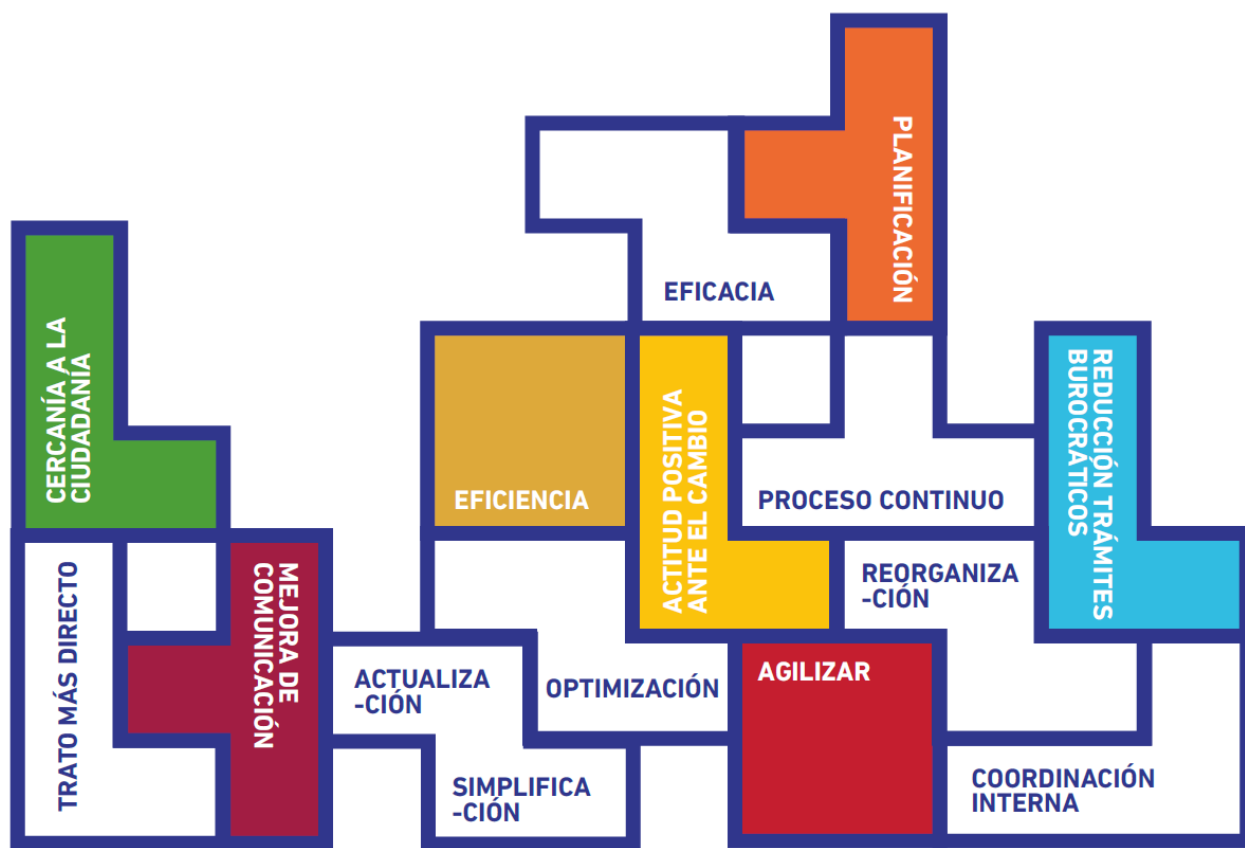 PLANIFICACIÓN
EFICACIA
CERCANÍA A LA
CIUDADANÍA
EFICIENCIA
ACTITUD POSITIVA
ANTE EL CAMBIO
PROCESO CONTINUO
REDUCCIÓN TRÁMITES
BUROCRÁTICOS
TRATO MÁS DIRECTO
MEJORA DE
COMUNICACIÓN
ACTUALIZA
-CIÓN
OPTIMIZACIÓN
AGILIZAR
REORGANIZA
-CIÓN
SIMPLIFICA
-CIÓN
COORDINACIÓN
INTERNA